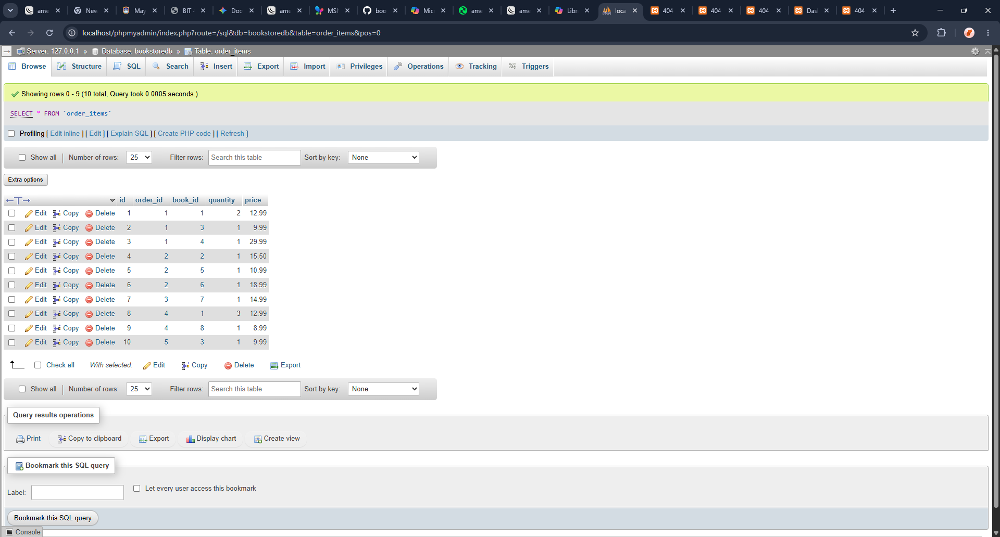 ame New May BIT Doc ame MSN boo Mic ame ame Libr loca 404 404 404 Das 404
localhost/phpmyadmin/index.php?route=/sql&db=bookstoredb&table=order_items&pos=0
Server: 127.0.0.1 » Database: bookstoredb » Table: order_items
Browse Structure SQL Search Insert Export Import Privileges Operations Tracking Triggers
Showing rows 0 - 9 (10 total, Query took 0.0005 seconds.)
SELECT * FROM `order_items`
Profiling [ Edit inline ] [ Edit ] [ Explain SQL ] [ Create PHP code ] [ Refresh ]
Show all Number of rows: 25 Filter rows: Search this table Sort by key: None
Extra options
id order_id book_id quantity price
Edit Copy Delete 1 1 1 2 12.99
Edit Copy Delete 2 1 3 1 9.99
Edit Copy Delete 3 1 4 1 29.99
Edit Copy Delete 4 2 2 1 15.50
Edit Copy Delete 5 2 5 1 10.99
Edit Copy Delete 6 2 6 1 18.99
Edit Copy Delete 7 3 7 1 14.99
Edit Copy Delete 8 4 1 3 12.99
Edit Copy Delete 9 4 8 1 8.99
Edit Copy Delete 10 5 3 1 9.99
Check all With selected: Edit Copy Delete Export
Show all Number of rows: 25 Filter rows: Search this table Sort by key: None
Query results operations
Print Copy to clipboard Export Display chart Create view
Bookmark this SQL query
Label: Let every user access this bookmark
Bookmark this SQL query
Console